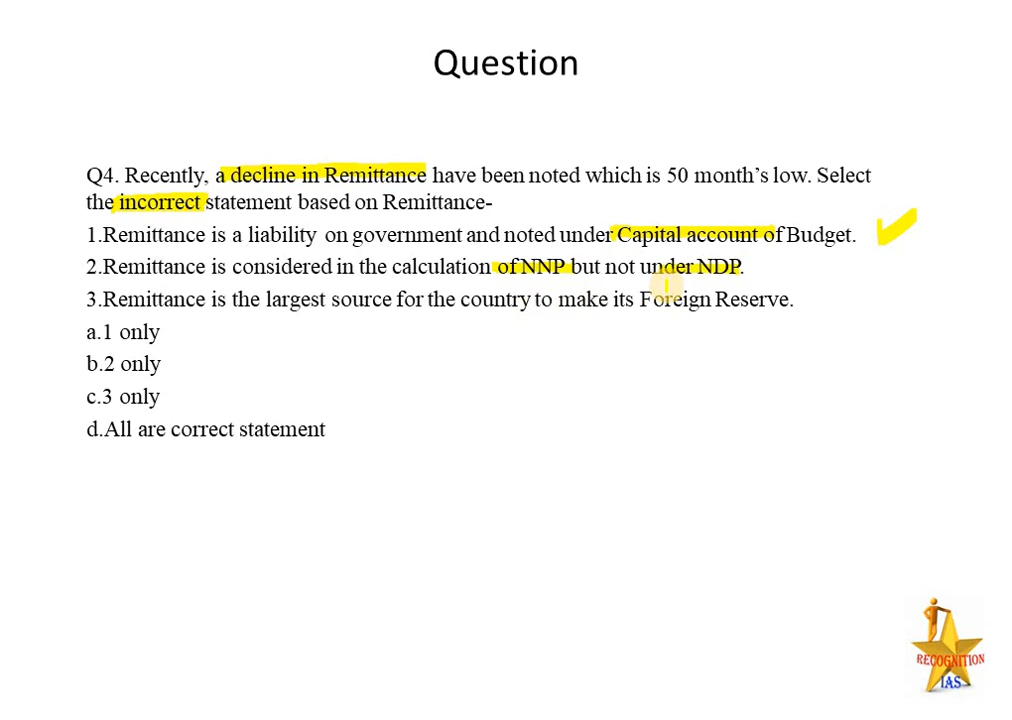 Question
Q4. Recently, a decline in Remittance have been noted which is 50 month's low. Select
the incorrect statement based on Remittance-
1.Remittance is a liability on government and noted under Capital account of Budget.
2.Remittance is considered in the calculation of NNP but not under NDP.
3.Remittance is the largest source for the country to make its Foreign Reserve.
a.1 only
b.2 only
c.3 only
d.All are correct statement
RECOGNITION
IAS